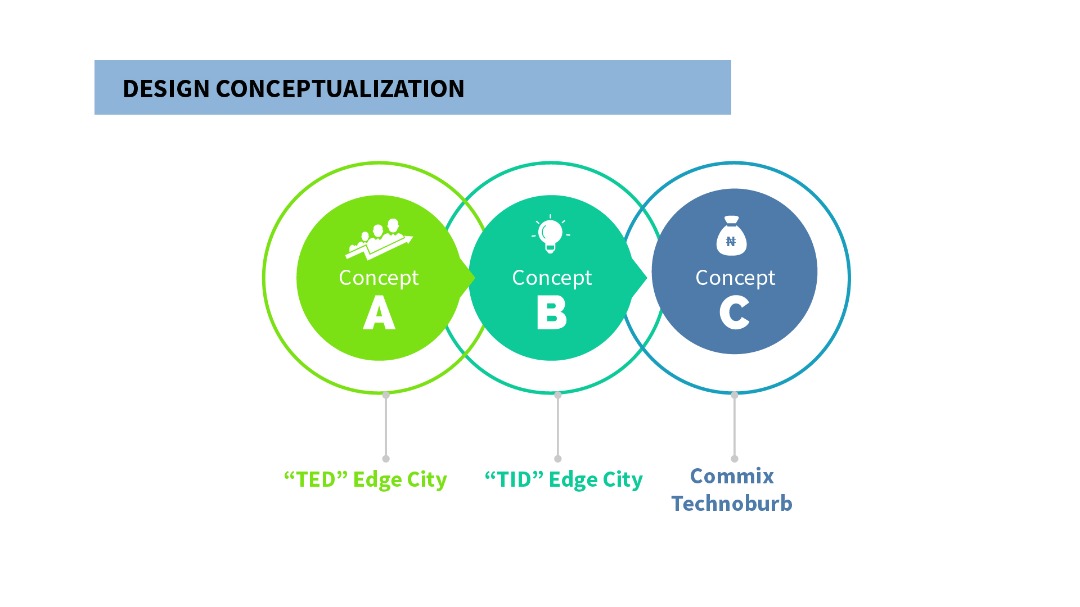 DESIGN CONCEPTUALIZATION
₦
Concept
A
Concept
B
Concept
C
“TED” Edge City
“TID” Edge City
Commix
Technoburb